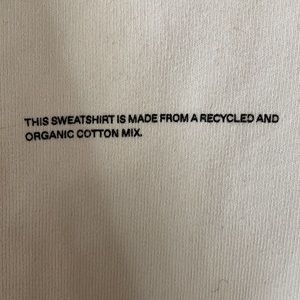 THIS SWEATSHIRT IS MADE FROM A RECYCLED AND
ORGANIC COTTON MIX.